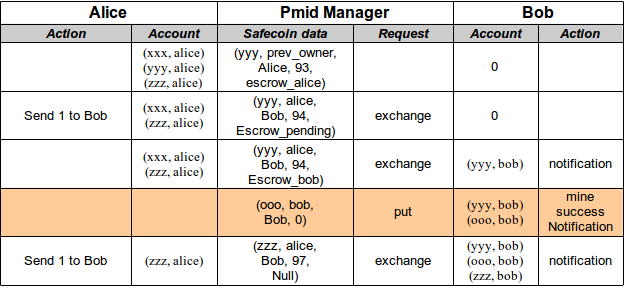 Alice Pmid Manager Bob
Action Account Safecoin data Request Account Action
(xxx, alice)
(yyy, alice)
(zzz, alice)
(yyy, prev_owner,
Alice, 93,
escrow_alice)
0
Send 1 to Bob
(xxx, alice)
(zzz, alice)
(yyy, alice,
Bob, 94,
Escrow_pending)
exchange
0
(xxx, alice)
(zzz, alice)
(yyy, alice,
Bob, 94,
Escrow_bob)
exchange
(yyy, bob)
notification
(ooo, bob,
Bob, 0)
put
(yyy, bob)
(ooo, bob)
mine
success
Notification
Send 1 to Bob
(zzz, alice)
(zzz, alice,
Bob, 97,
Null)
exchange
(yyy, bob)
(ooo, bob)
(zzz, bob)
notification